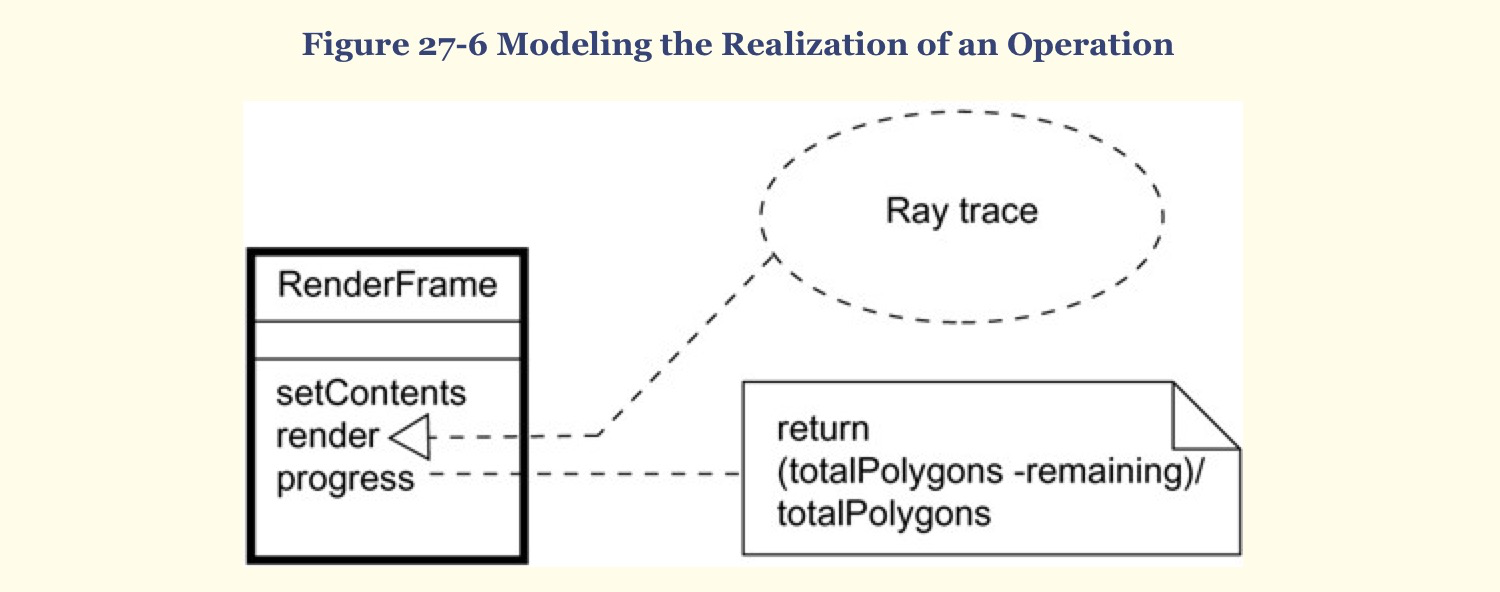 Figure 27-6 Modeling the Realization of an Operation
Ray trace
RenderFrame
setContents
render
progress
return
(totalPolygons -remaining)/
totalPolygons